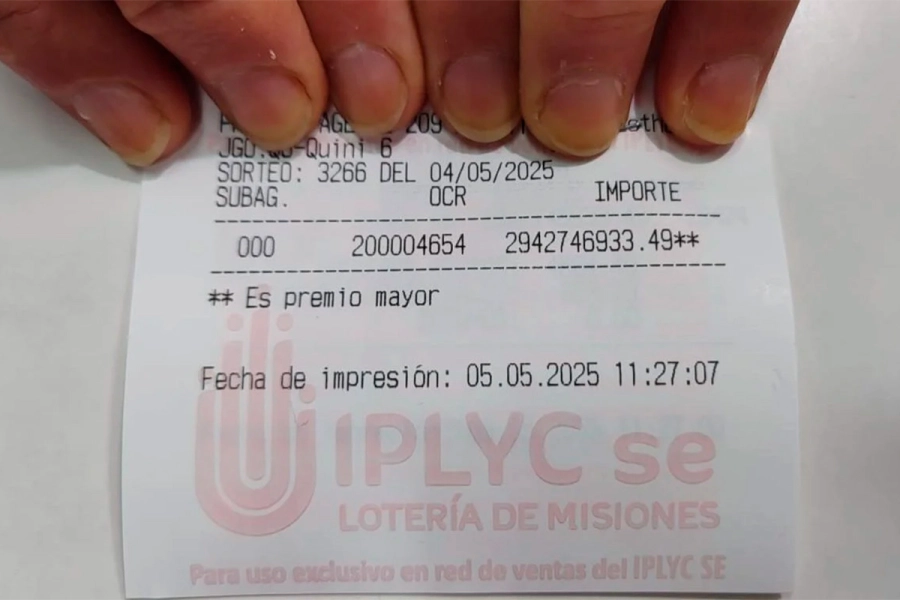 209
JGO:QU-Quini 6
SORTEO: 3266 DEL 04/05/2025
SUBAG. OCR IMPORTE
000 200004654 2942746933.49**
** Es premio mayor
Fecha de impresión: 05.05.2025 11:27:07
IPLYC se
LOTERÍA DE MISIONES
Para uso exclusivo en red de ventas del IPLYC SE